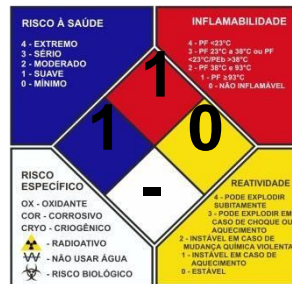 RISCO À SAÚDE
4 - EXTREMO
3 - SÉRIO
2 - MODERADO
1 - SUAVE
0 - MÍNIMO
INFLAMABILIDADE
4 - PF <23°C
3 - PF 23°C a 38°C ou PF
<23°C/PEb >38°C
2 - PF 38°C e 93°C
1 - PF ≥93°C
0 - NÃO INFLAMÁVEL
1
1
0
-
RISCO
ESPECÍFICO
OX - OXIDANTE
COR - CORROSIVO
CRYO - CRIOGÊNICO
- RADIOATIVO
W - NÃO USAR ÁGUA
- RISCO BIOLÓGICO
REATIVIDADE
4 - PODE EXPLODIR
SUBITAMENTE
3 - PODE EXPLODIR EM
CASO DE CHOQUE OU
AQUECIMENTO
2 - INSTÁVEL EM CASO DE
MUDANÇA QUÍMICA VIOLENTA
1 - INSTÁVEL EM CASO DE
AQUECIMENTO
0 - ESTÁVEL